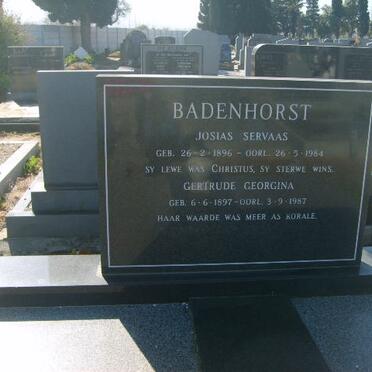 BADENHORST
JOSIAS SERVAAS
GEB. 26-2-1896 - OORL. 26-5-1984
SY LEWE WAS CHRISTUS, SY STERWE WINS.
GERTRUDE GEORGINA
GEB. 6-6-1897 - OORL. 3-9-1987
HAAR WAARDE WAS MEER AS KORALE.